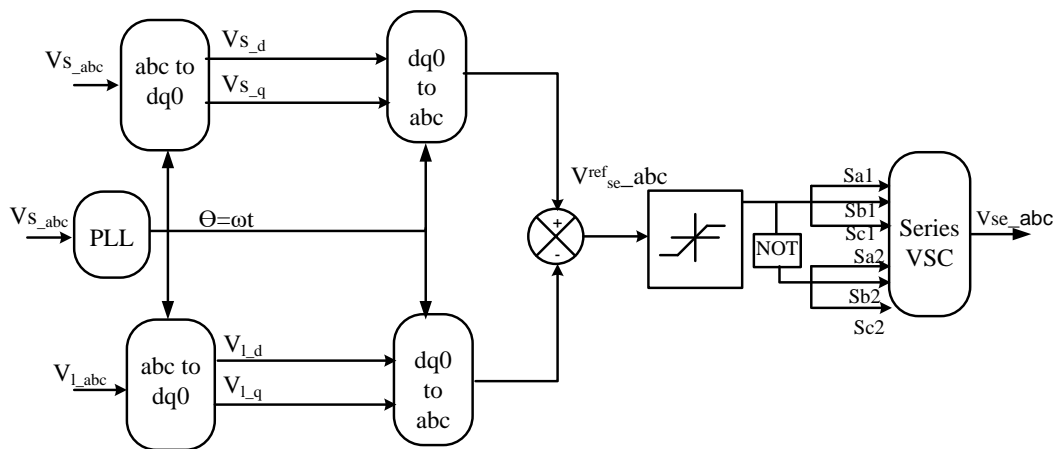 Vs_abc
abc to
dq0
Vs_d
Vs_q
dq0
to
abc
Vs_abc
PLL
Ɵ=ωt
V^ref_se_abc
+
-
NOT
Sa1
Sb1
Sc1
Sa2
Sb2
Sc2
Series
VSC
Vse_abc
Vl_abc
abc to
dq0
Vl_d
Vl_q
dq0
to
abc